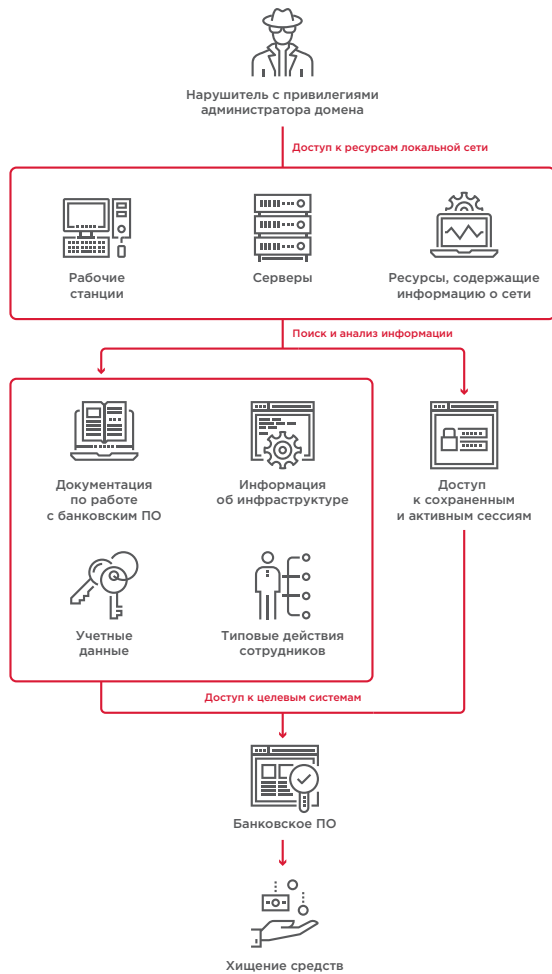 Нарушитель с привилегиями
администратора домена
Доступ к ресурсам локальной сети
Рабочие
станции
Серверы
Ресурсы, содержащие
информацию о сети
Поиск и анализ информации
Документация
по работе
с банковским ПО
Информация
об инфраструктуре
Доступ
к сохраненным
и активным сессиям
Учетные
данные
Типовые действия
сотрудников
Доступ к целевым системам
Банковское ПО
Хищение средств